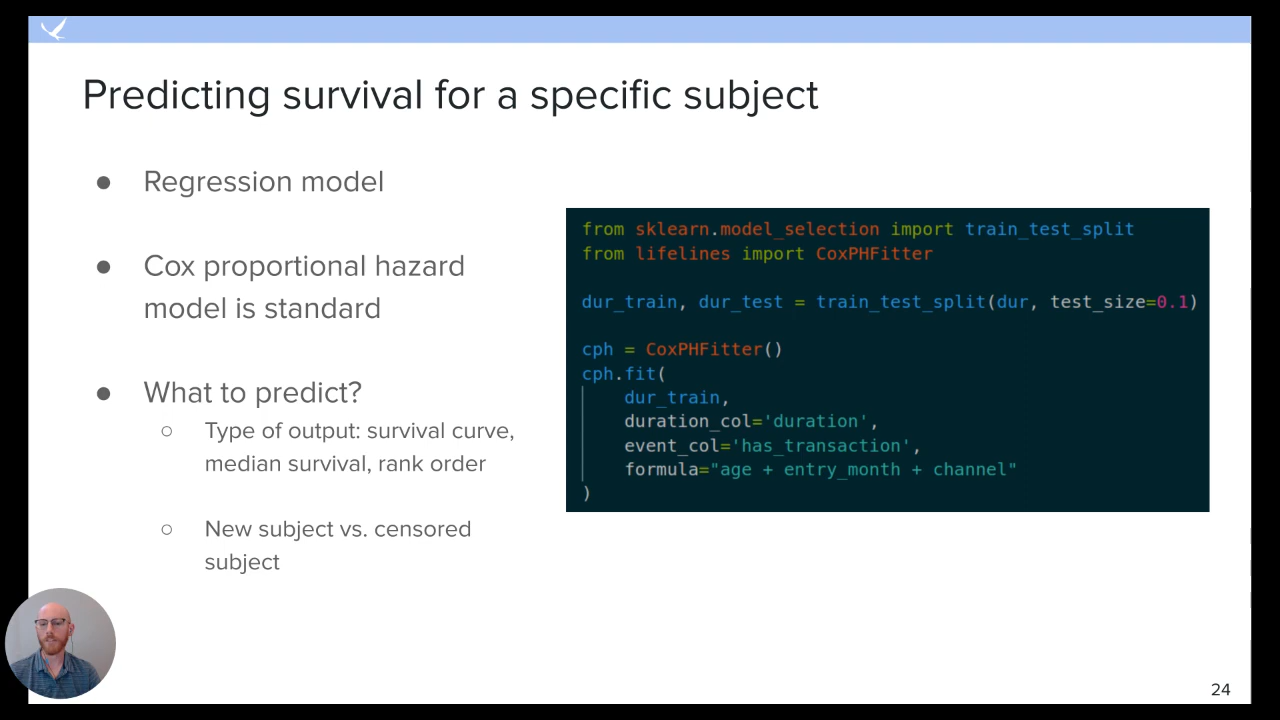 Predicting survival for a specific subject
● Regression model
● Cox proportional hazard
model is standard
● What to predict?
○ Type of output: survival curve,
median survival, rank order
○ New subject vs. censored
subject
from sklearn.model_selection import train_test_split
from lifelines import CoxPHFitter
dur_train, dur_test = train_test_split(dur, test_size=0.1)
cph = CoxPHFitter()
cph.fit(
    dur_train,
    duration_col='duration',
    event_col='has_transaction',
    formula="age + entry_month + channel"
)
24